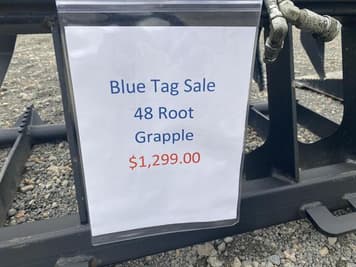 Blue Tag Sale
48 Root
Grapple
$1,299.00